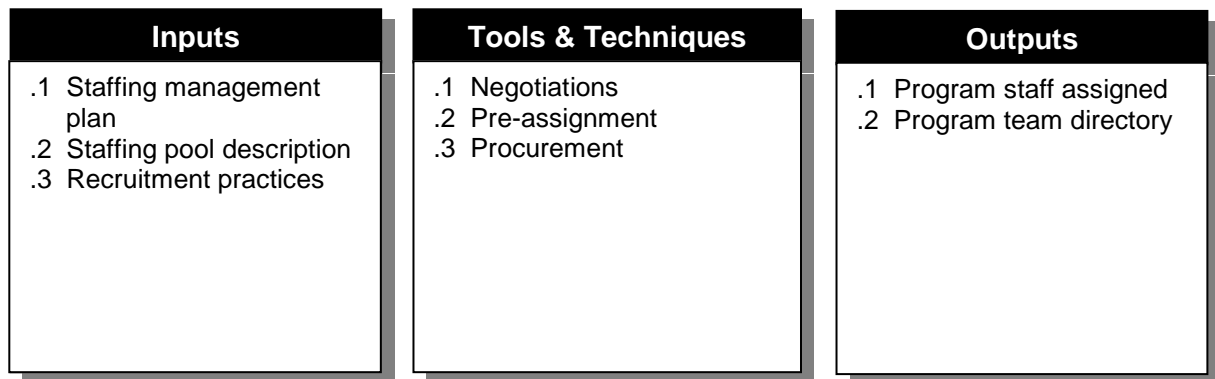 Inputs
.1 Staffing management
plan
.2 Staffing pool description
.3 Recruitment practices
Tools & Techniques
.1 Negotiations
.2 Pre-assignment
.3 Procurement
Outputs
.1 Program staff assigned
.2 Program team directory